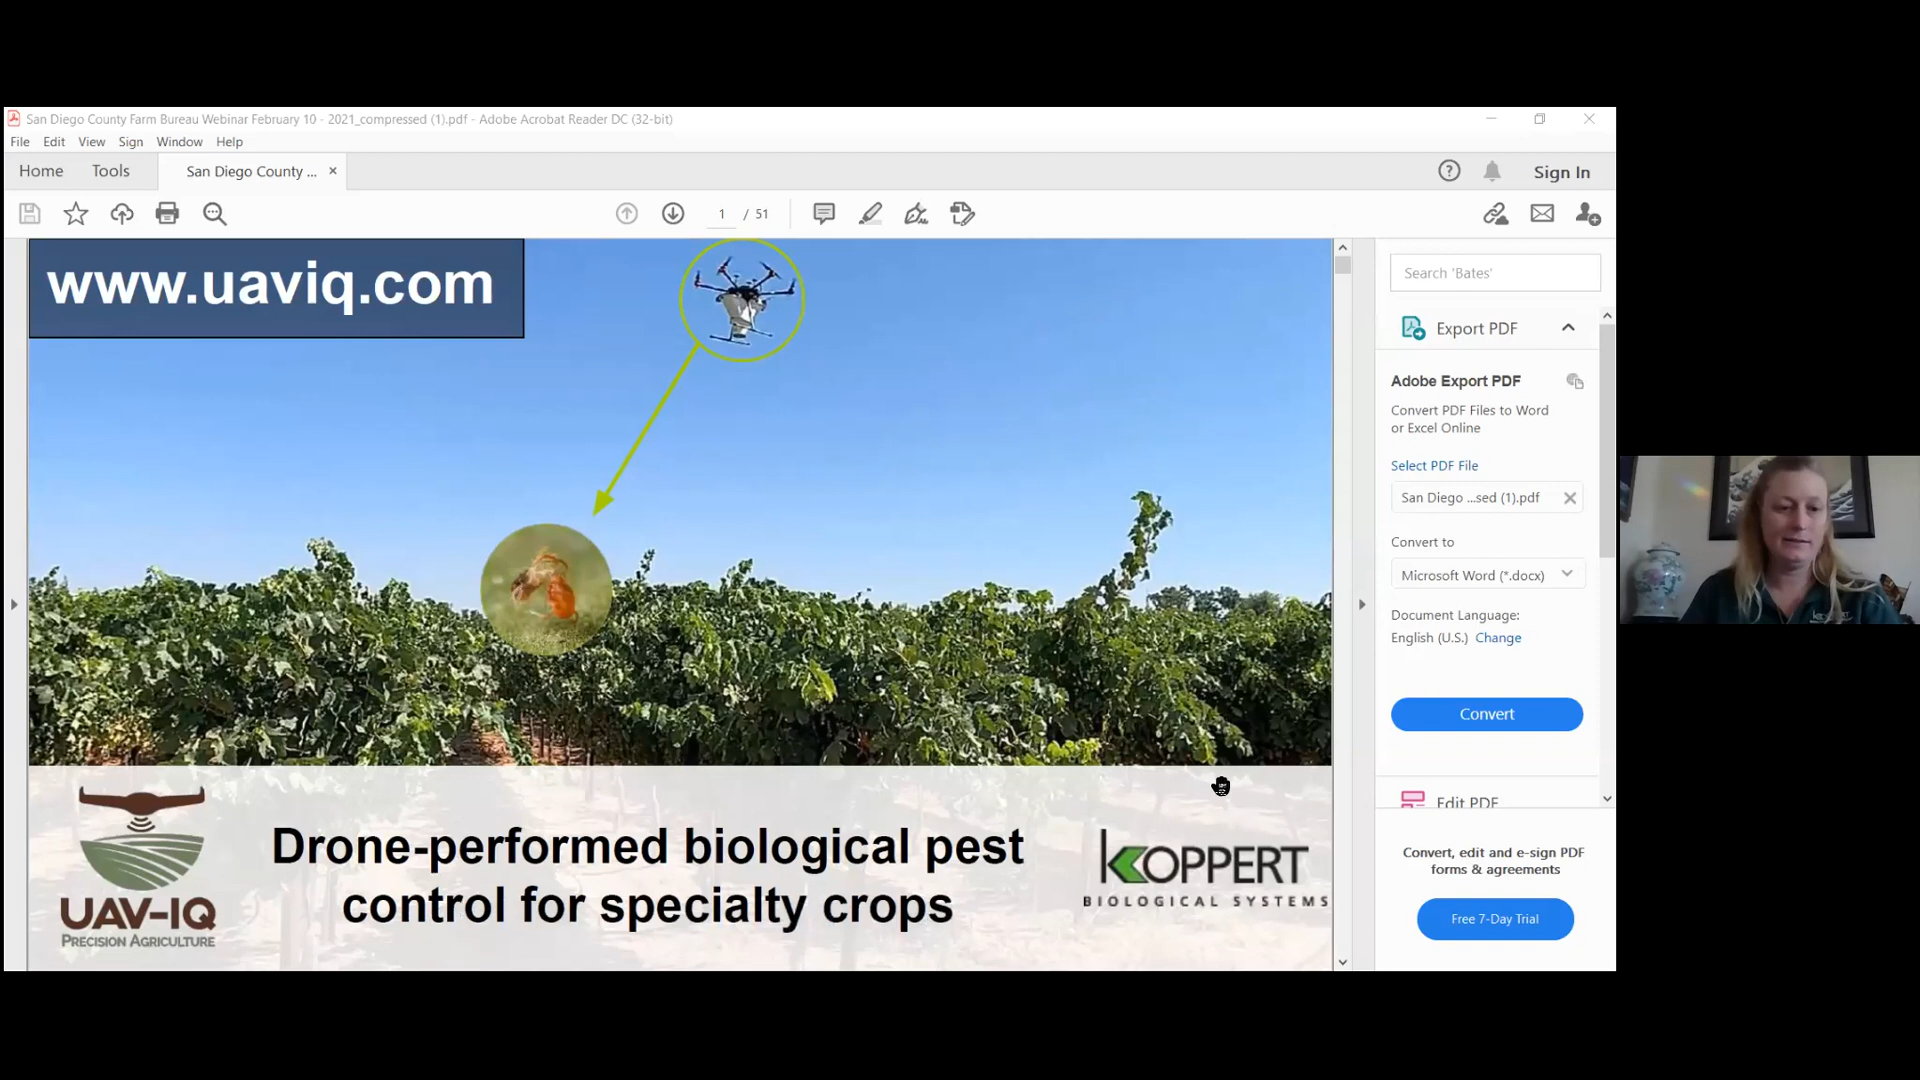 San Diego County Farm Bureau Webinar February 10 - 2021_compressed (1).pdf - Adobe Acrobat Reader DC (32-bit)
File Edit View Sign Window Help
Home Tools San Diego County ... × Sign In
1 / 51
www.uaviq.com
Search 'Bates'
Export PDF
Adobe Export PDF
Convert PDF Files to Word
or Excel Online
Select PDF File
San Diego ...sed (1).pdf
Convert to
Microsoft Word (*.docx)
Document Language:
English (U.S.) Change
Convert
Edit PDF
Convert, edit and e-sign PDF
forms & agreements
Free 7-Day Trial
UAV-IQ
PRECISION AGRICULTURE
Drone-performed biological pest
control for specialty crops
KOPPERT
BIOLOGICAL SYSTEMS